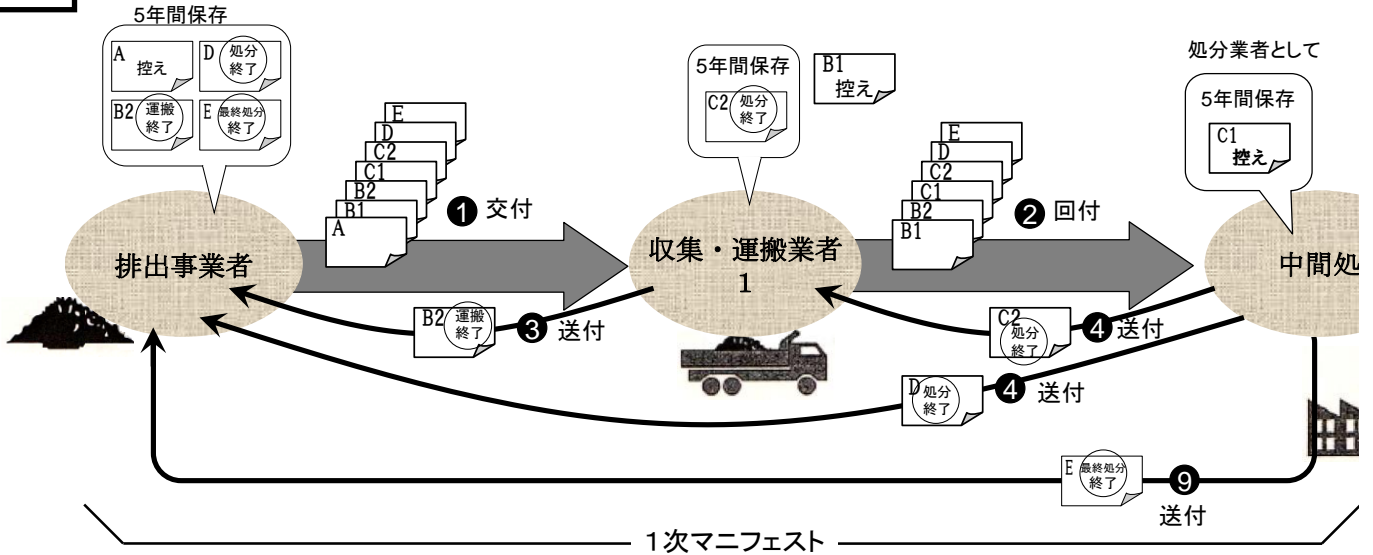 5年間保存
A
控え
D
処分
終了
B2
運搬
終了
E
最終処分
終了
E
D
C2
C1
B2
B1
A
❶ 交付
5年間保存
C2
処分
終了
B1
控え
E
D
C2
C1
B2
B1
❷ 回付
処分業者として
5年間保存
C1
控え
排出事業者
収集・運搬業者
1
中間処
B2
運搬
終了
❸ 送付
C2
処分
終了
❹ 送付
D
処分
終了
❹ 送付
E
最終処分
終了
❾
送付
1次マニフェスト